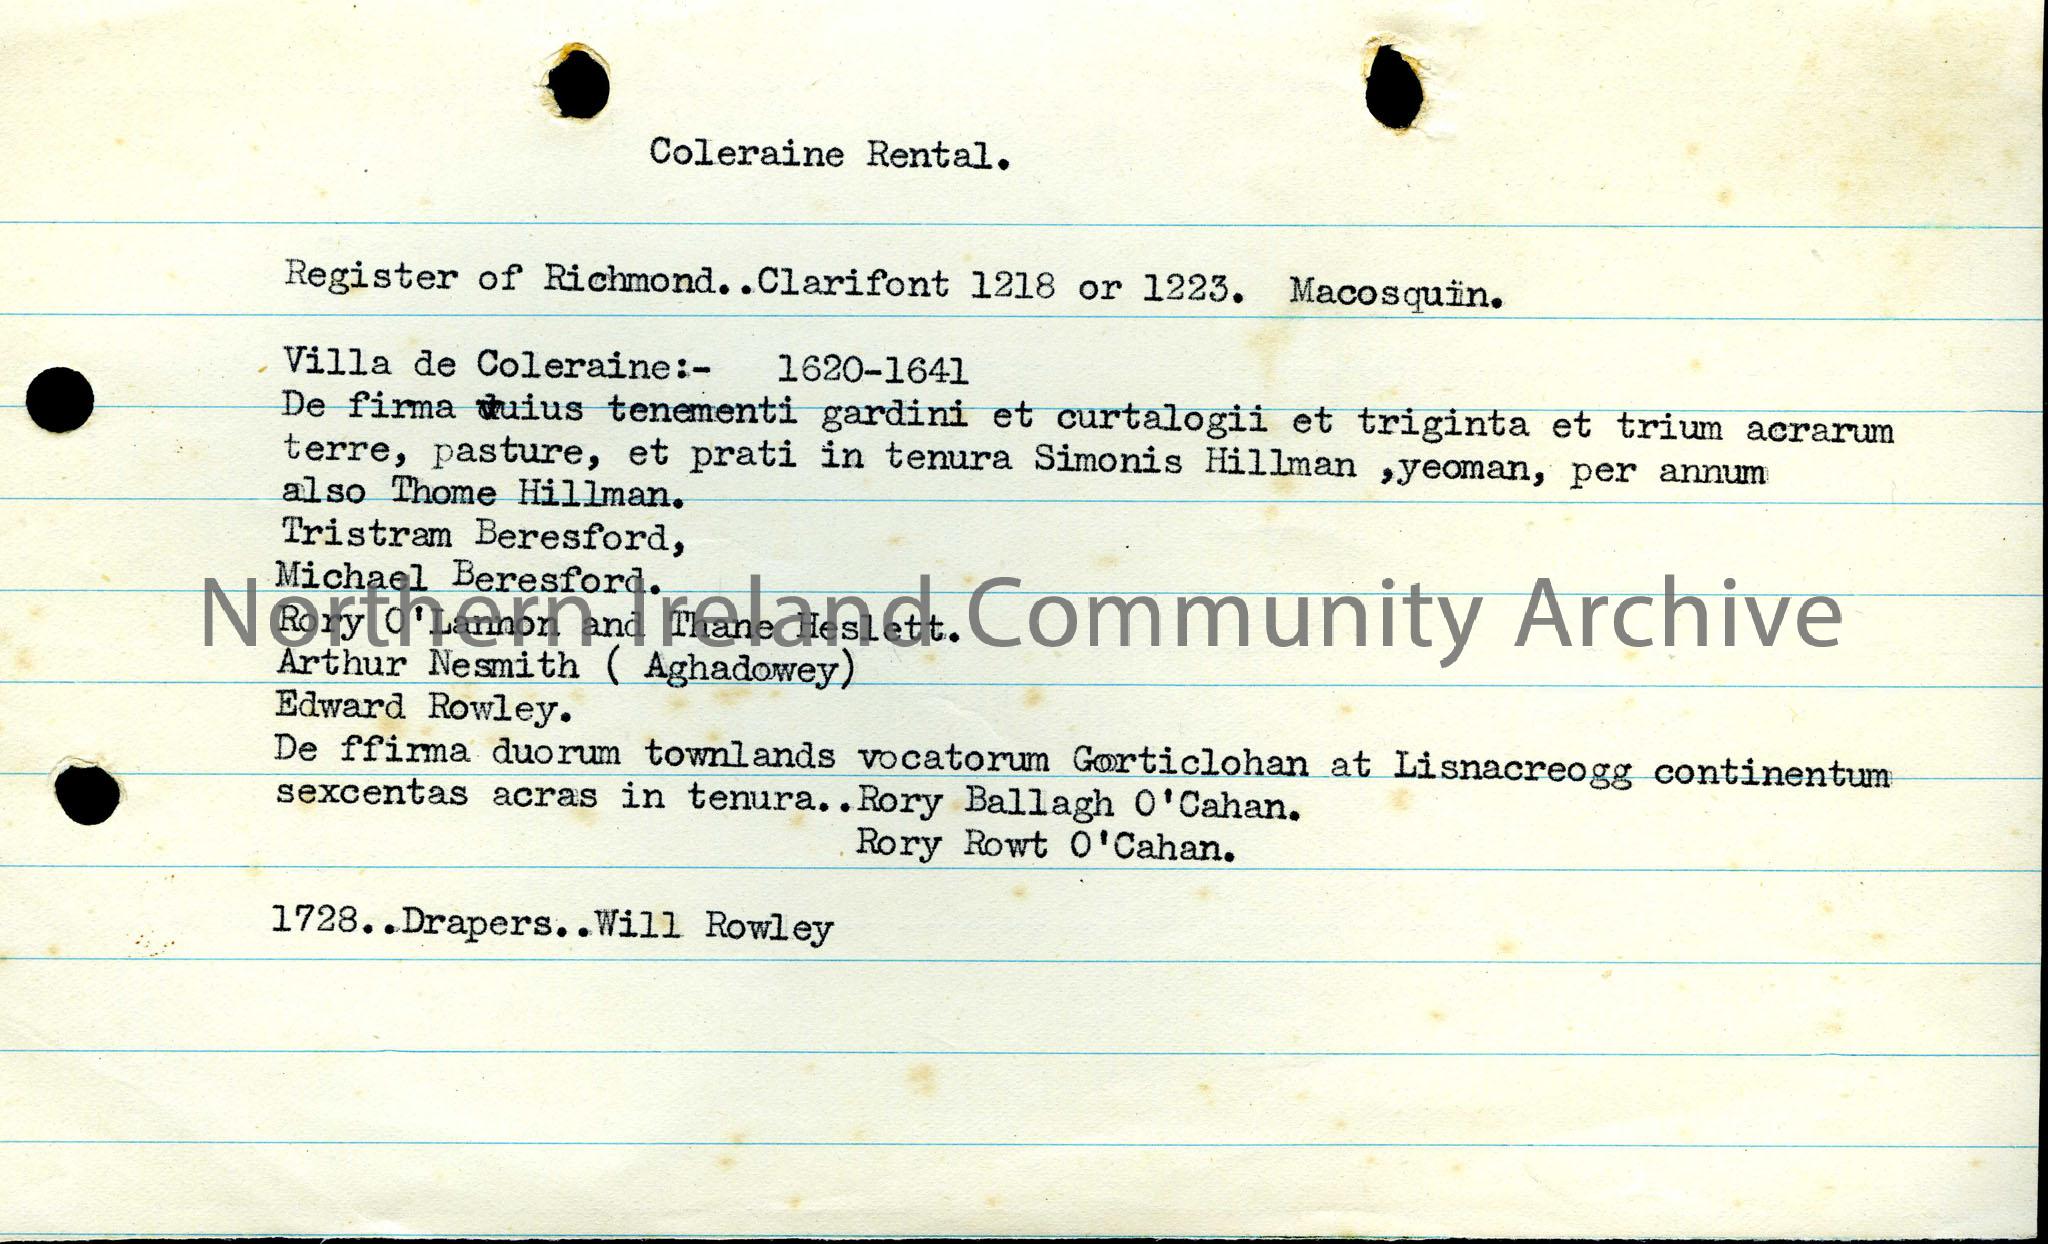 Coleraine Rental.
Register of Richmond..Clarifont 1218 or 1223. Macosquin.
Villa de Coleraine:- 1620-1641
De firma uius tenementi gardini et curtalogii et triginta et trium acrarum
terre, pasture, et prati in tenura Simonis Hillman ,yeoman, per annum
also Thome Hillman.
Tristram Beresford,
Michael Beresford.
Rory O'Lannon and Thane Heslett.
Arthur Nesmith ( Aghadowey)
Edward Rowley.
De ffirma duorum townlands vocatorum Gorticlohan at Lisnacreogg continentum
sexcentas acras in tenura..Rory Ballagh O'Cahan.
Rory Rowt O'Cahan.
1728..Drapers..Will Rowley
Northern Ireland Community Archive